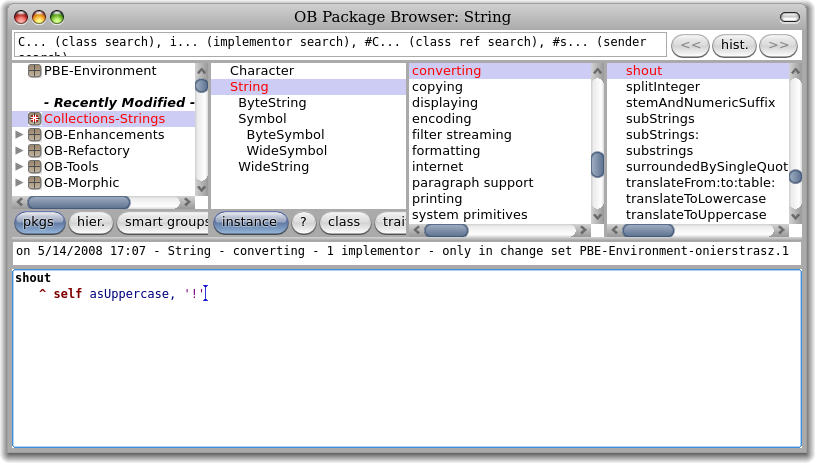 OB Package Browser: String
C... (class search), i... (implementor search), #C... (class ref search), #s... (sender
<< hist. >>
PBE-Environment
- Recently Modified -
Collections-Strings
OB-Enhancements
OB-Refactory
OB-Tools
OB-Morphic
Character
String
ByteString
Symbol
ByteSymbol
WideSymbol
WideString
converting
copying
displaying
encoding
filter streaming
formatting
internet
paragraph support
printing
system primitives
shout
splitInteger
stemAndNumericSuffix
subStrings
subStrings:
substrings
surroundedBySingleQuot
translateFrom:to:table:
translateToLowercase
translateToUppercase
pkgs hier. smart groups instance ? class trai
on 5/14/2008 17:07 - String - converting - 1 implementor - only in change set PBE-Environment-onierstrasz.1
shout
^ self asUppercase, '!'